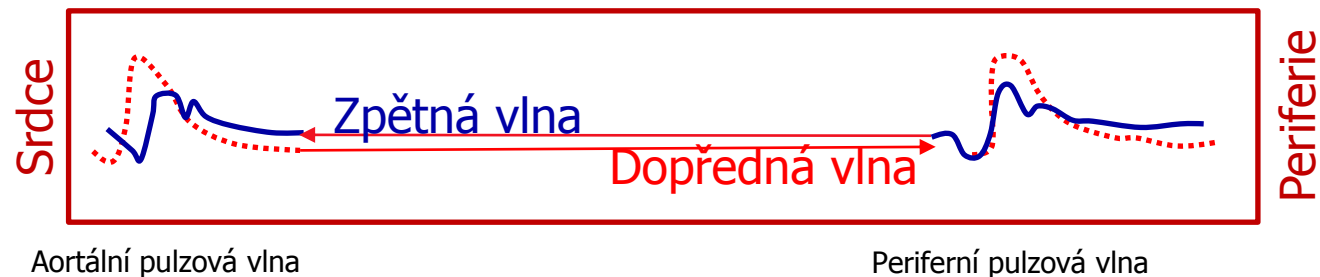 Srdce
Zpětná vlna
Dopředná vlna
Periferie
Aortální pulzová vlna
Periferní pulzová vlna